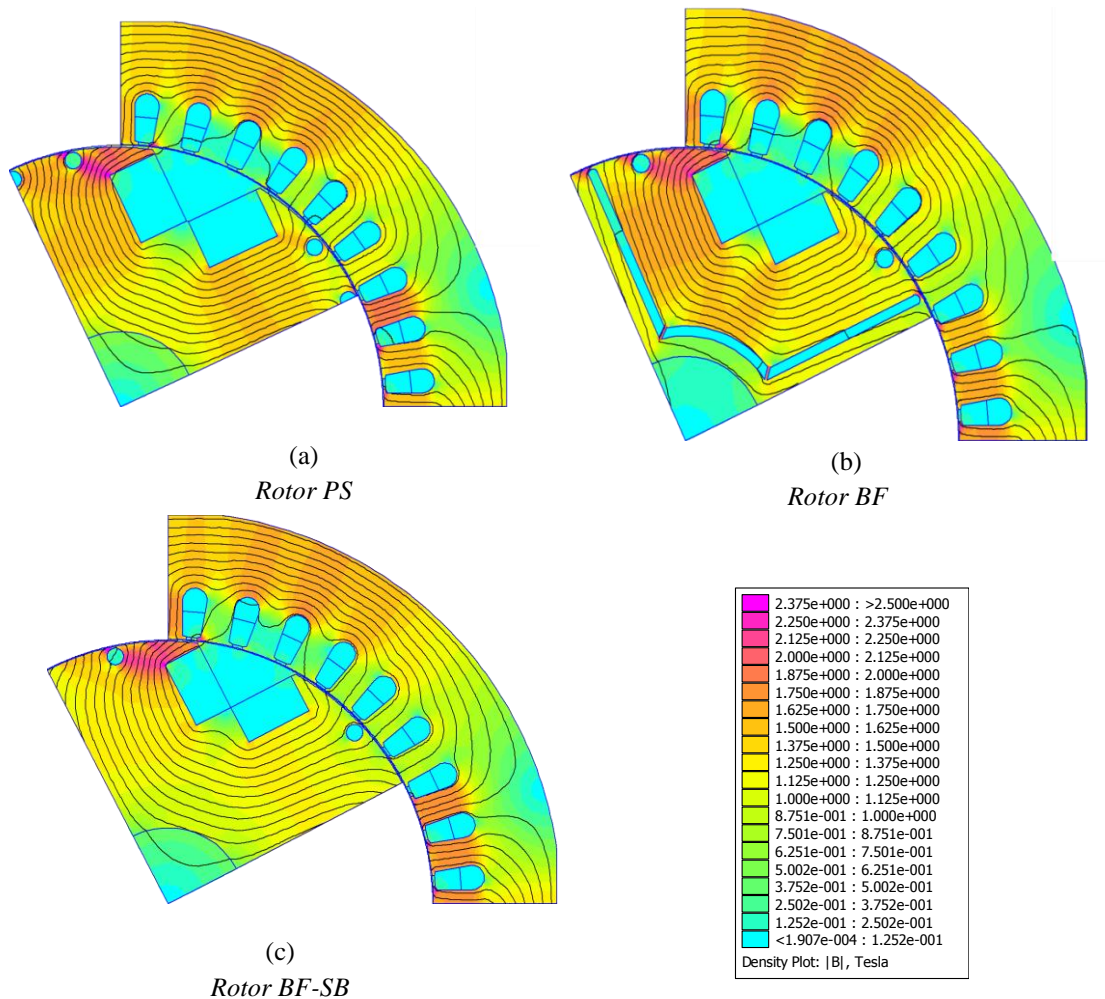 (a)
Rotor PS
(b)
Rotor BF
(c)
Rotor BF-SB
2.375e+000 : >2.500e+000
2.250e+000 : 2.375e+000
2.125e+000 : 2.250e+000
2.000e+000 : 2.125e+000
1.875e+000 : 2.000e+000
1.750e+000 : 1.875e+000
1.625e+000 : 1.750e+000
1.500e+000 : 1.625e+000
1.375e+000 : 1.500e+000
1.250e+000 : 1.375e+000
1.125e+000 : 1.250e+000
1.000e+000 : 1.125e+000
8.751e-001 : 1.000e+000
7.501e-001 : 8.751e-001
6.251e-001 : 7.501e-001
5.002e-001 : 6.251e-001
3.752e-001 : 5.002e-001
2.502e-001 : 3.752e-001
1.252e-001 : 2.502e-001
<1.907e-004 : 1.252e-001
Density Plot: |B|, Tesla